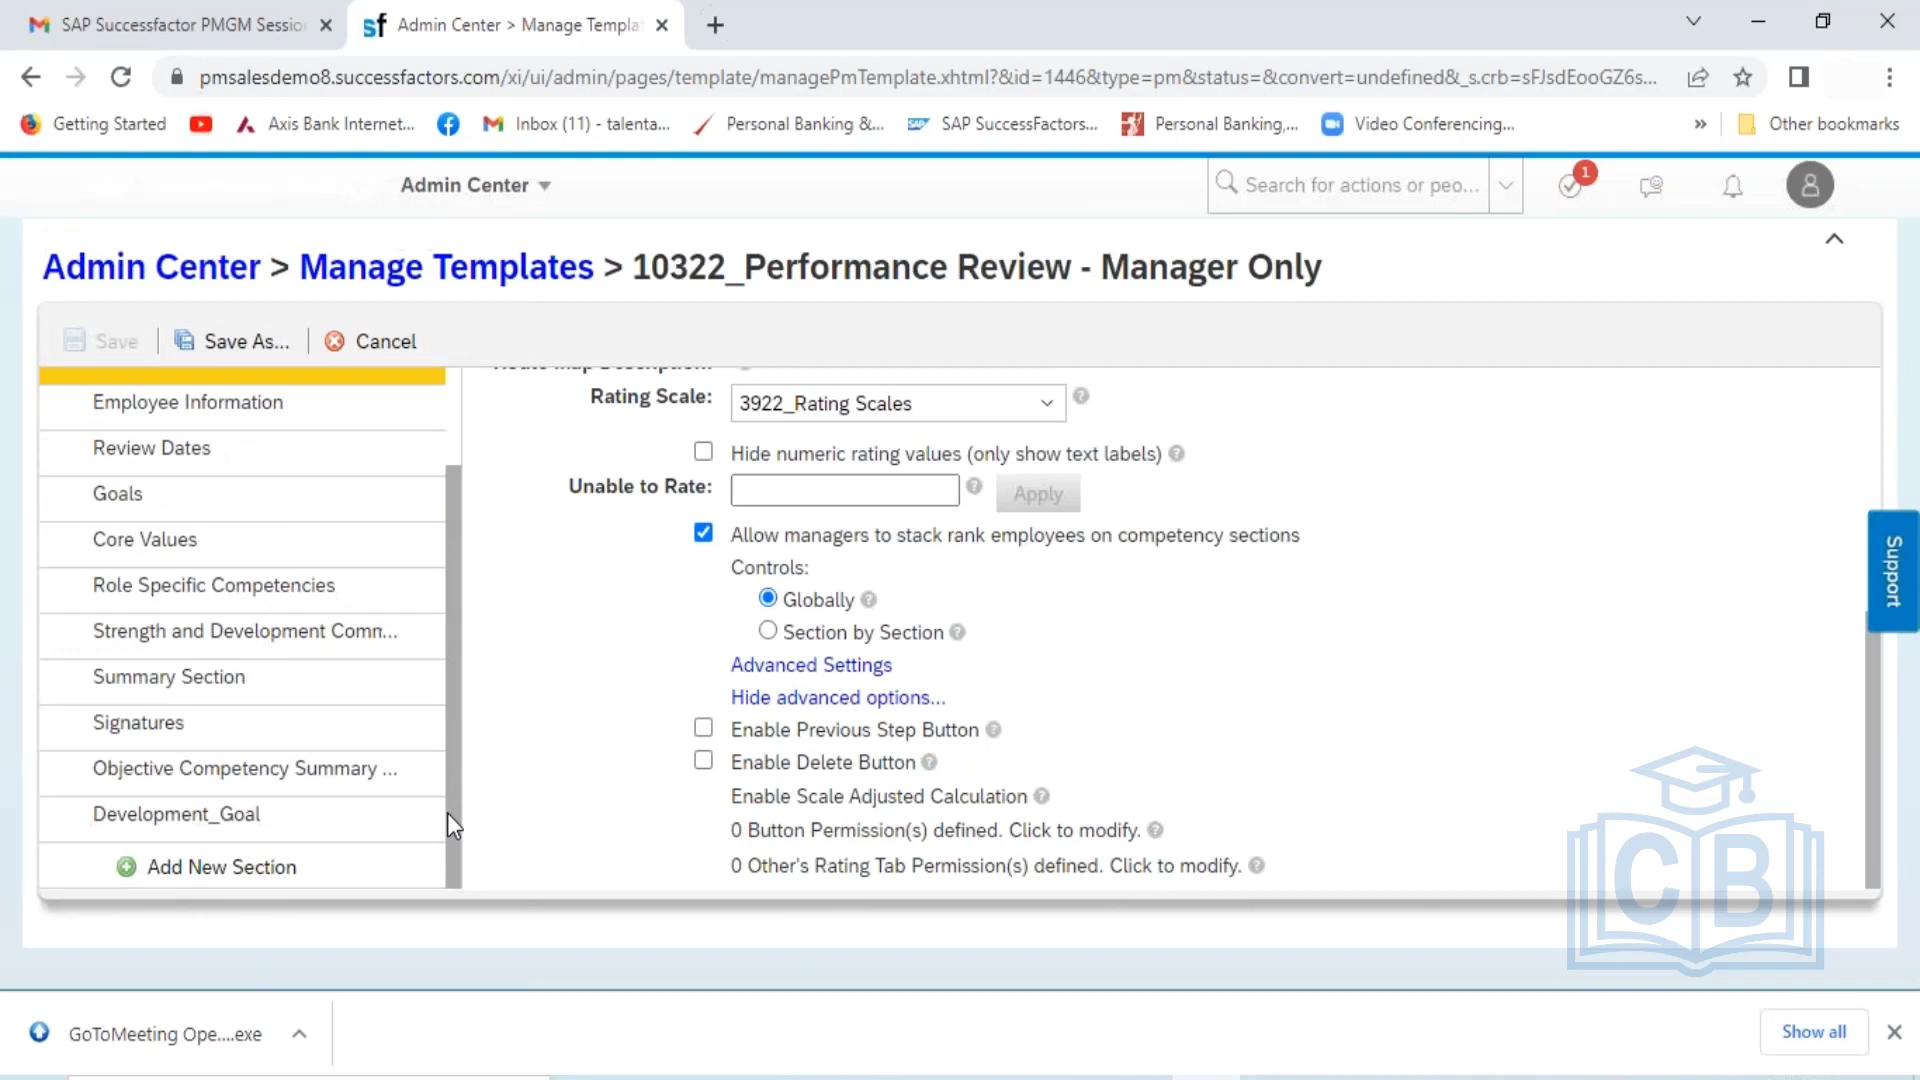 SAP Successfactor PMGM Sessio
sf Admin Center > Manage Templa
pmsalesdemo8.successfactors.com/xi/ui/admin/pages/template/managePmTemplate.xhtml?&id=1446&type=pm&status=&convert=undefined&_s.crb=sFJsdEooGZ6s...
Getting Started
Axis Bank Internet...
Inbox (11) - talenta...
Personal Banking &...
SAP SuccessFactors...
Personal Banking,...
Video Conferencing...
»
Other bookmarks
Admin Center
Search for actions or peo...
1
Admin Center > Manage Templates > 10322_Performance Review - Manager Only
Save
Save As...
Cancel
Employee Information
Review Dates
Goals
Core Values
Role Specific Competencies
Strength and Development Comm...
Summary Section
Signatures
Objective Competency Summary ...
Development_Goal
Add New Section
Rating Scale: 3922_Rating Scales
Hide numeric rating values (only show text labels)
Unable to Rate: Apply
Allow managers to stack rank employees on competency sections
Controls:
Globally
Section by Section
Advanced Settings
Hide advanced options...
Enable Previous Step Button
Enable Delete Button
Enable Scale Adjusted Calculation
0 Button Permission(s) defined. Click to modify.
0 Other's Rating Tab Permission(s) defined. Click to modify.
Support
CB
GoToMeeting Ope....exe
Show all